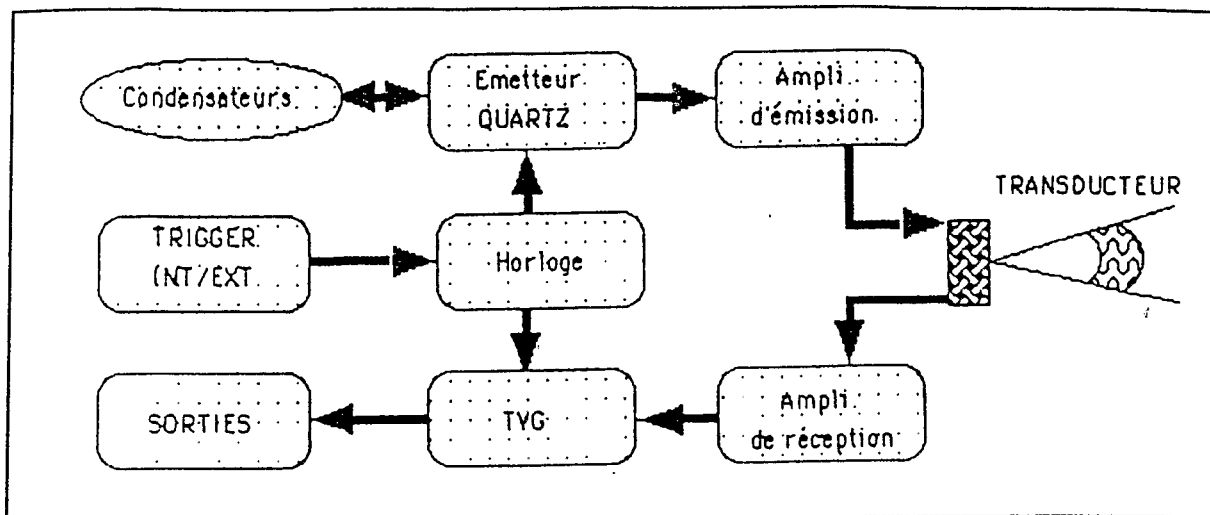 Condensateurs
Emetteur
QUARTZ
Ampli
d'émission
TRANSDUCTEUR
TRIGGER
INT/EXT
Horloge
SORTIES
TVG
Ampli
de réception